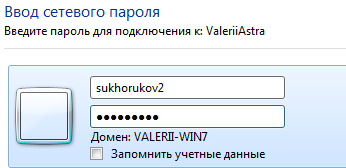 Ввод сетевого пароля
Введите пароль для подключения к: ValeriiAstra
sukhorukov2
●●●●●●●●●
Домен: VALERII-WIN7
Запомнить учетные данные